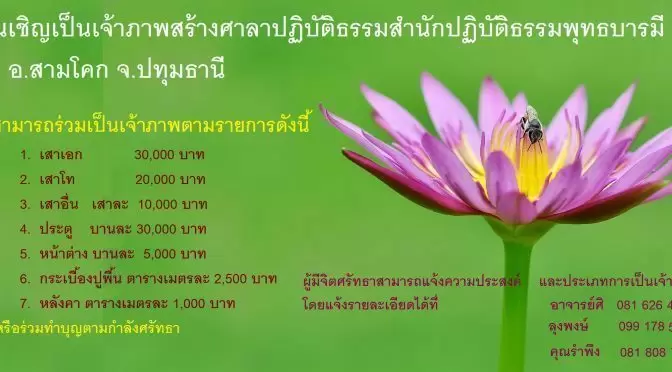 นเชิญเป็นเจ้าภาพสร้างศาลาปฏิบัติธรรมสำนักปฏิบัติธรรมพุทธบารมี
อ.สามโคก จ.ปทุมธานี
สามารถร่วมเป็นเจ้าภาพตามรายการดังนี้
1. เสาเอก 30,000 บาท
2. เสาโท 20,000 บาท
3. เสาอื่น เสาละ 10,000 บาท
4. ประตู บานละ 30,000 บาท
5. หน้าต่าง บานละ 5,000 บาท
6. กระเบื้องปูพื้น ตารางเมตรละ 2,500 บาท
7. หลังคา ตารางเมตรละ 1,000 บาท
หรือร่วมทำบุญตามกำลังศรัทธา
ผู้มีจิตศรัทธาสามารถแจ้งความประสงค์ และประเภทการเป็นเจ้า
โดยแจ้งรายละเอียดได้ที่ อาจารย์ศิ 081 626 4
ลุงพงษ์ 099 178 5
คุณรำพึง 081 808